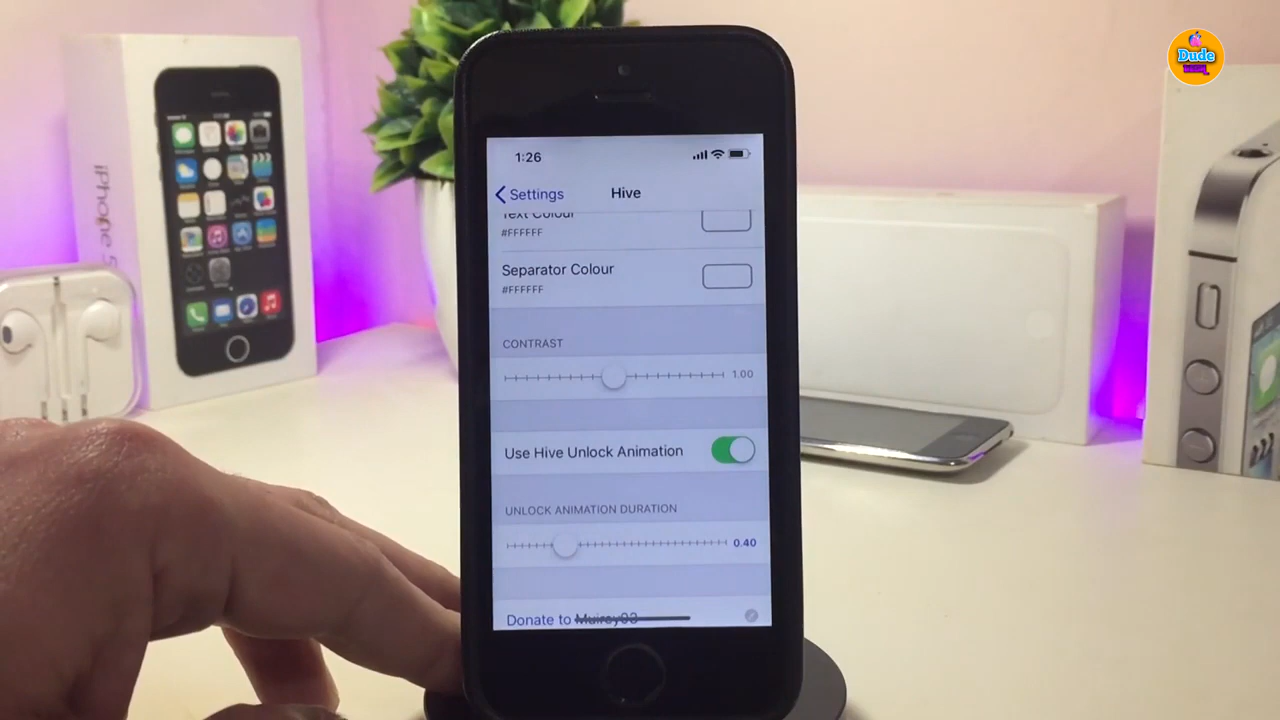 Dude
iPhone 5
1:26
Settings
Hive
Text Colour
#FFFFFF
Separator Colour
#FFFFFF
CONTRAST
1.00
Use Hive Unlock Animation
UNLOCK ANIMATION DURATION
0.40
Donate to Muirey03